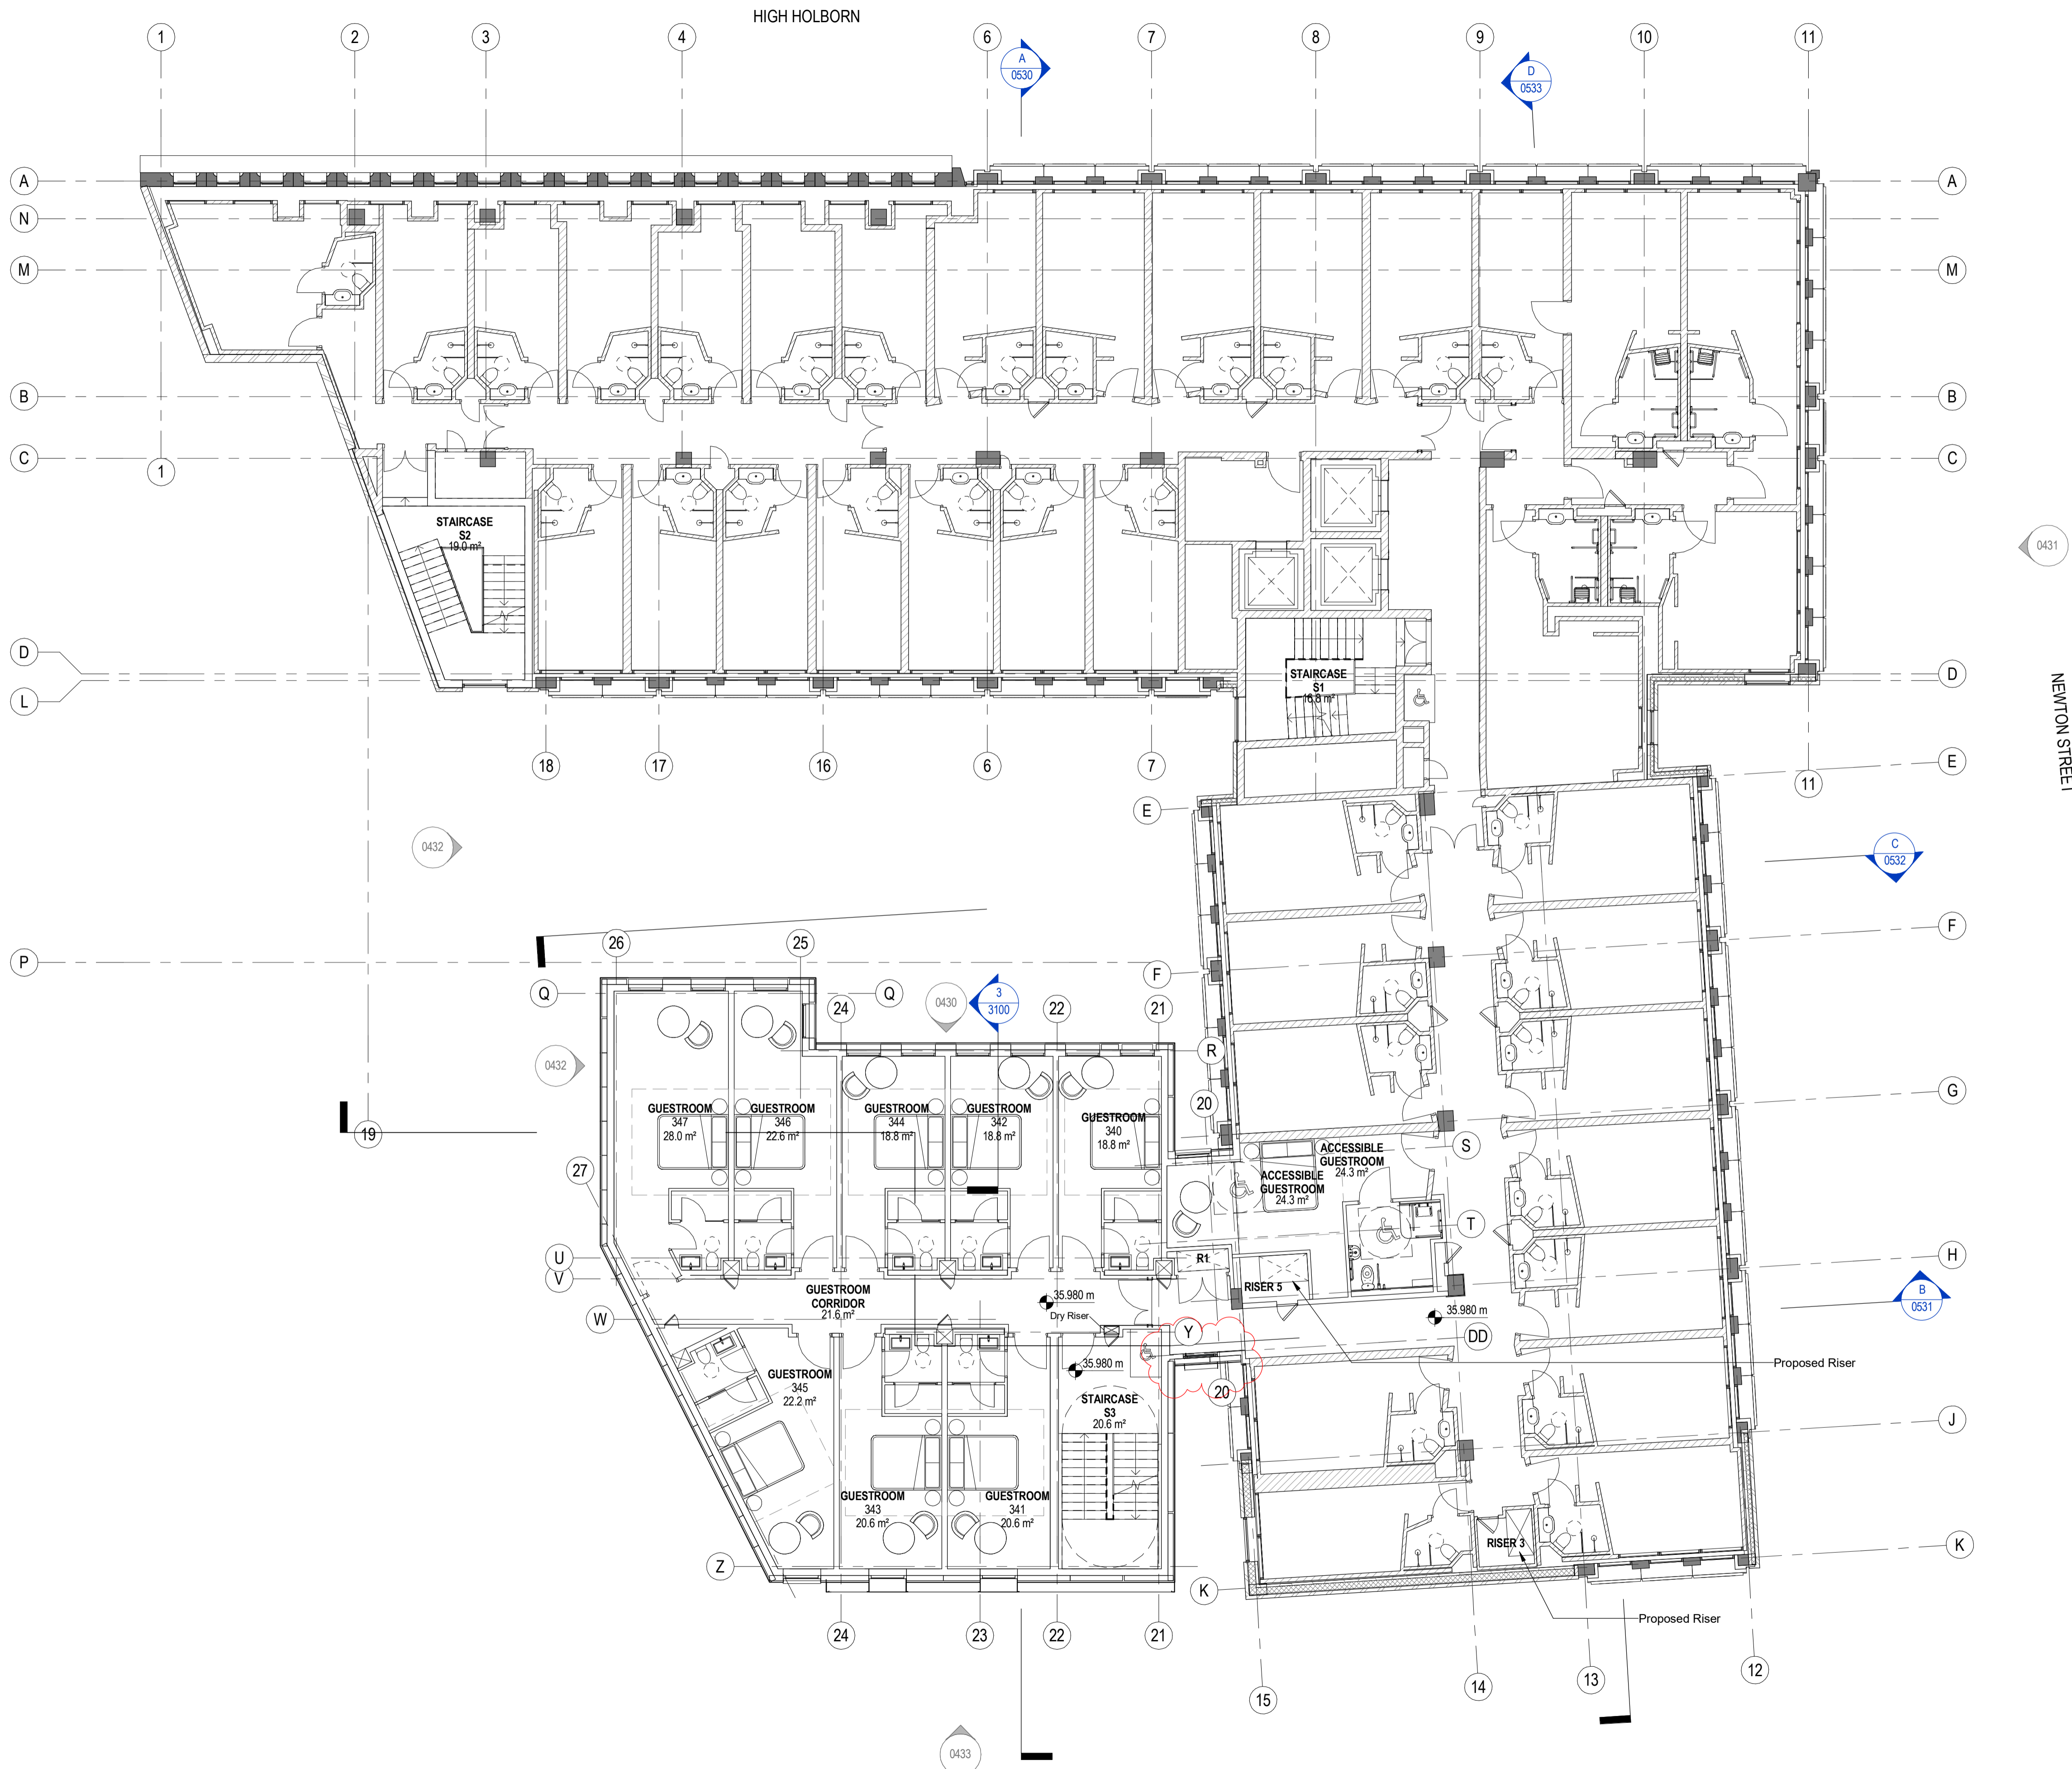 HIGH HOLBORN
1
2
3
4
6
7
8
9
10
11
A
0530
D
0533
A
A
N
M
M
B
B
C
C
1
STAIRCASE
S2
19.0 m²
0431
D
L
STAIRCASE
S1
16.8 m²
D
NEWTON STREET
18
17
16
6
7
E
11
E
0432
C
0532
26
25
F
P
F
Q
Q
0430
3
3100
24
22
21
R
0432
G
20
19
GUESTROOM
347
28.0 m²
GUESTROOM
346
22.6 m²
GUESTROOM
344
18.8 m²
GUESTROOM
342
18.8 m²
GUESTROOM
340
18.8 m²
S
ACCESSIBLE
GUESTROOM
24.3 m²
ACCESSIBLE
GUESTROOM
24.3 m²
27
T
U
V
R1
H
RISER 5
GUESTROOM
CORRIDOR
21.6 m²
35.980 m
Dry Riser
35.980 m
B
0531
W
Y
DD
35.980 m
Proposed Riser
GUESTROOM
345
22.2 m²
20
STAIRCASE
S3
20.6 m²
J
GUESTROOM
343
20.6 m²
GUESTROOM
341
20.6 m²
RISER 3
K
Z
K
Proposed Riser
24
23
22
21
15
14
13
12
0433